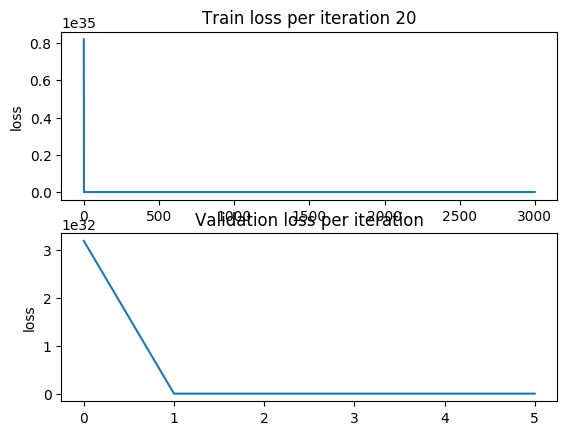 Train loss per iteration 20
1e35
0.8
0.6
0.4
0.2
0.0
loss
0 500 1000 1500 2000 2500 3000
Validation loss per iteration
1e32
3
2
1
0
loss
0 1 2 3 4 5